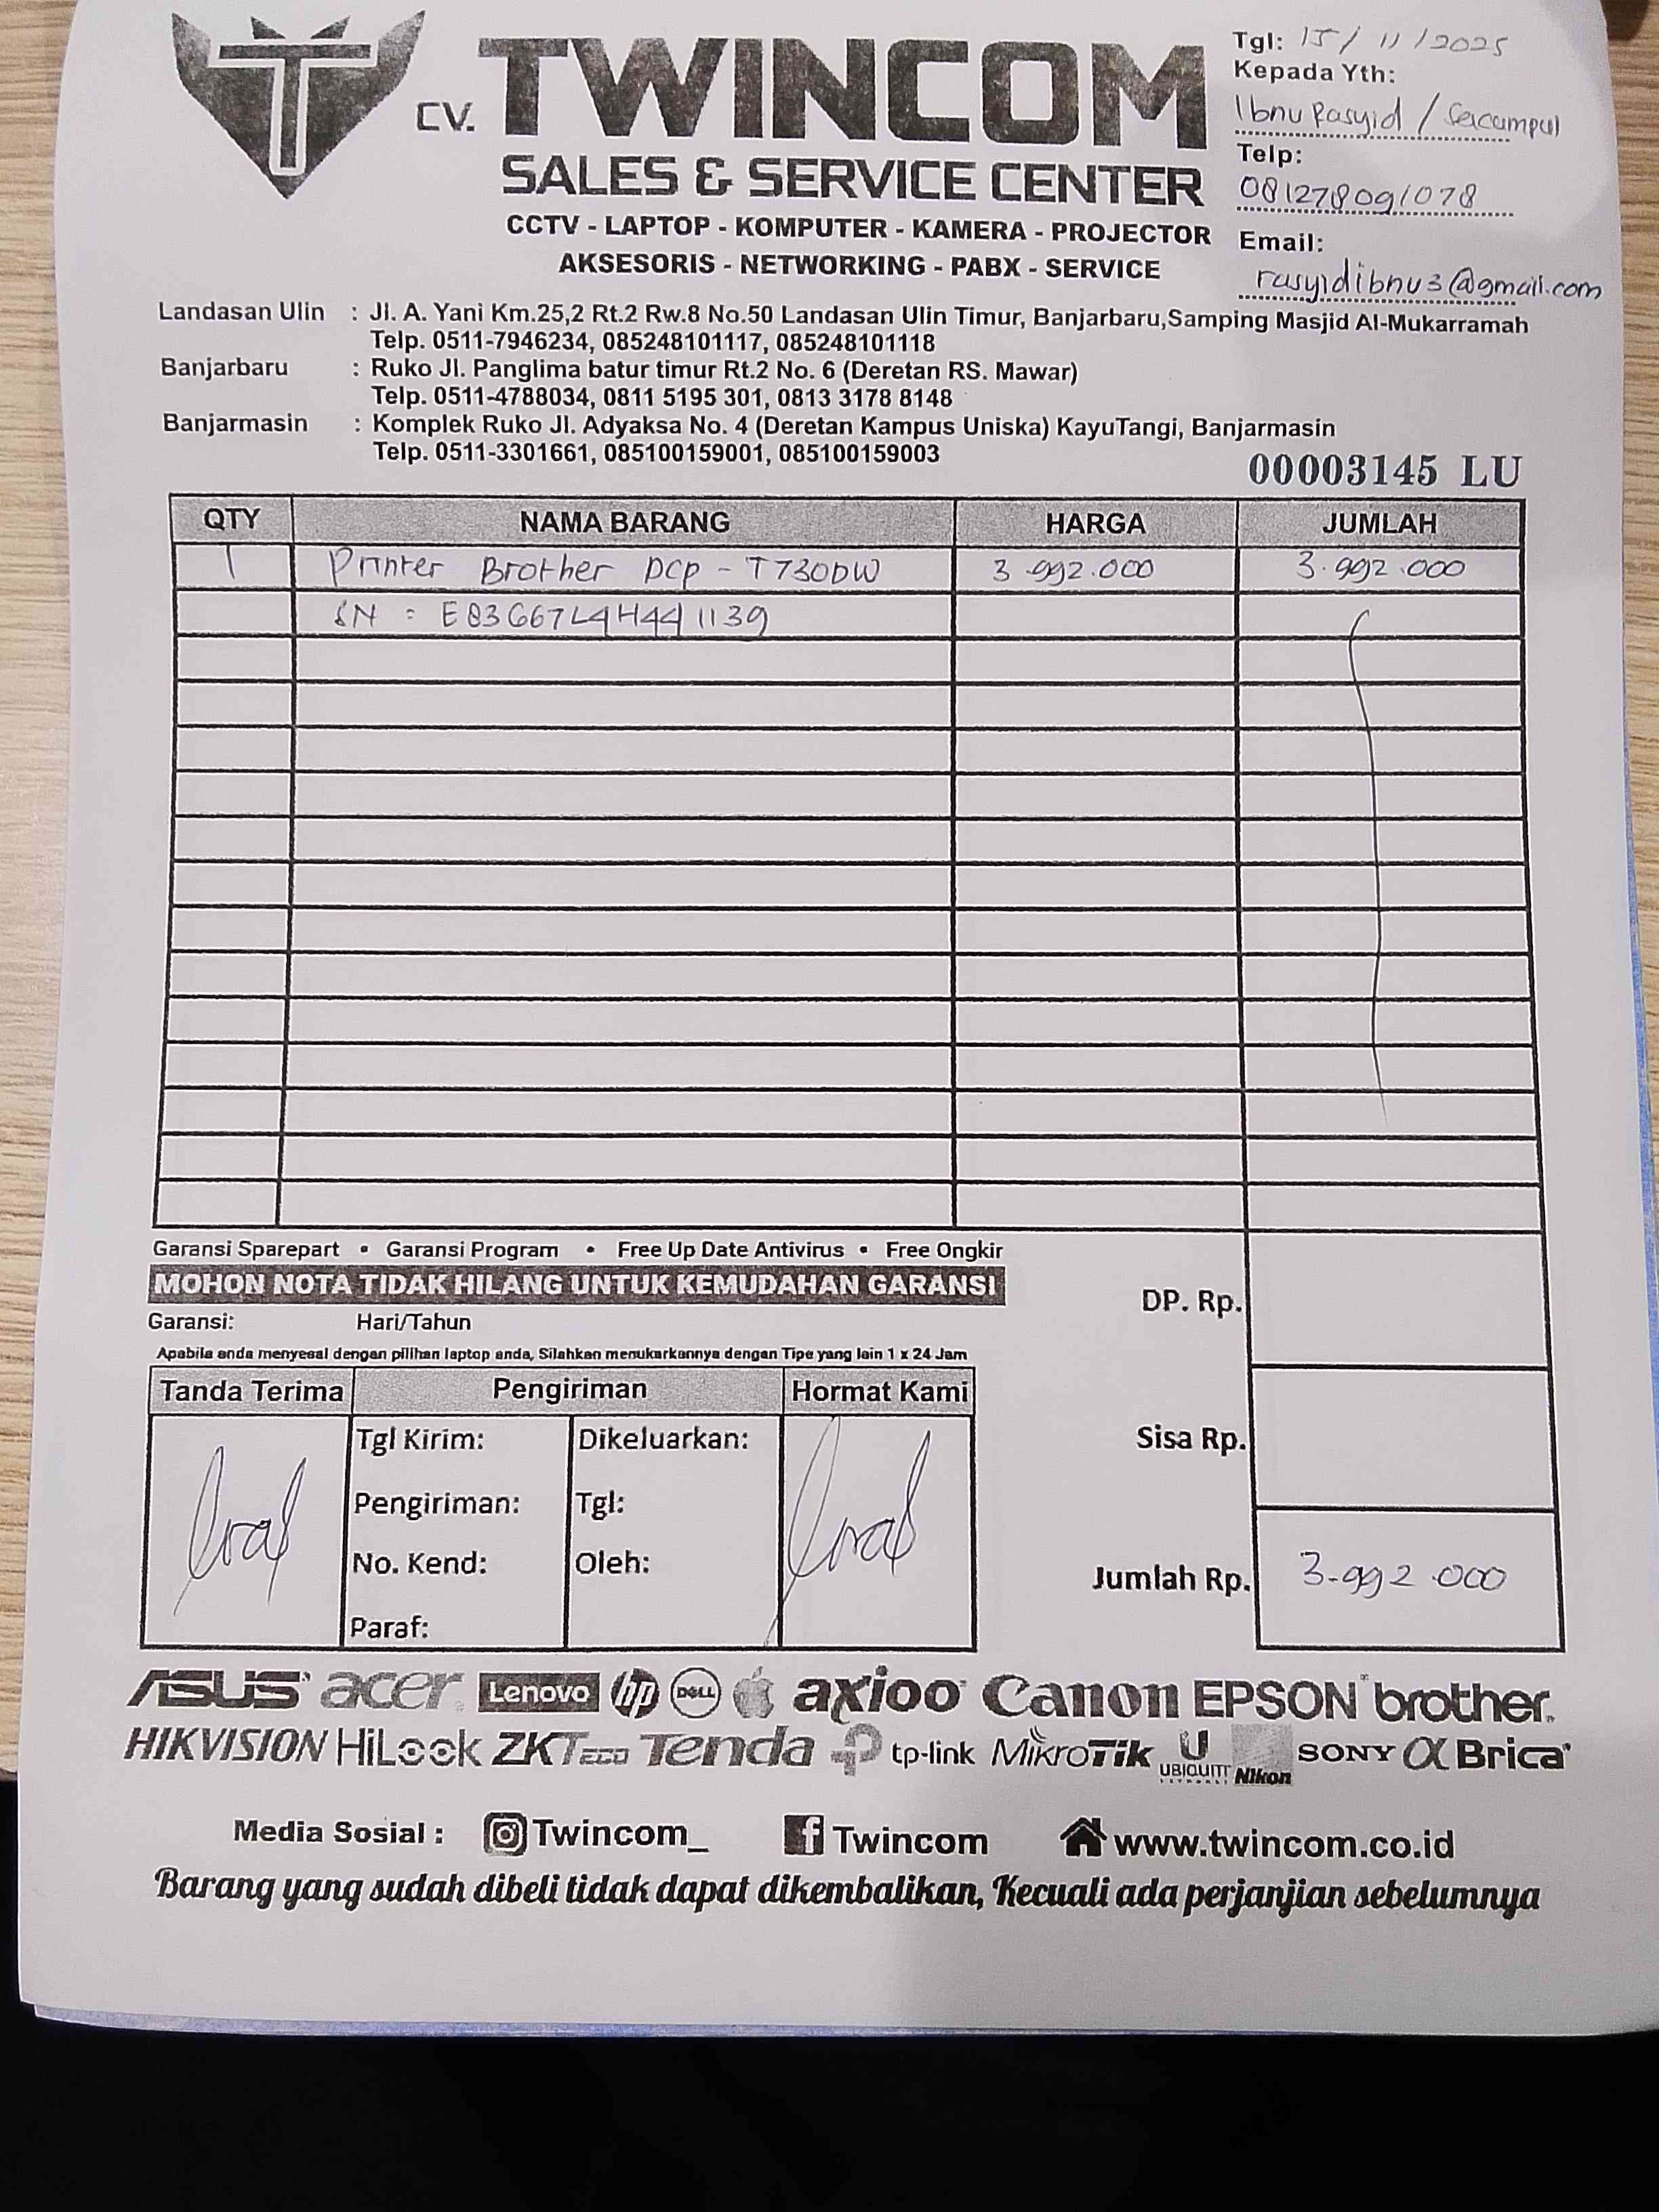 CV. TWINCOM
SALES & SERVICE CENTER
CCTV - LAPTOP - KOMPUTER - KAMERA - PROJECTOR
AKSESORIS - NETWORKING - PABX - SERVICE
Tgl: 15/11/2025
Kepada Yth:
Ibnu Rasyid /
Telp:
081278091078
Email:
rasyidibnu3@gmail.com
Landasan Ulin : Jl. A. Yani Km.25,2 Rt.2 Rw.8 No.50 Landasan Ulin Timur, Banjarbaru,Samping Masjid Al-Mukarramah
Telp. 0511-7946234, 085248101117, 085248101118
Banjarbaru : Ruko Jl. Panglima batur timur Rt.2 No. 6 (Deretan RS. Mawar)
Telp. 0511-4788034, 0811 5195 301, 0813 3178 8148
Banjarmasin : Komplek Ruko Jl. Adyaksa No. 4 (Deretan Kampus Uniska) KayuTangi, Banjarmasin
Telp. 0511-3301661, 085100159001, 085100159003
00003145 LU
QTY NAMA BARANG HARGA JUMLAH
1 Printer Brother DCP - T730DW 3.992.000 3.992.000
SN : E83667L4H441139
Garansi Sparepart • Garansi Program • Free Up Date Antivirus • Free Ongkir
MOHON NOTA TIDAK HILANG UNTUK KEMUDAHAN GARANSI
Garansi: Hari/Tahun
Apabila anda menyesal dengan pilihan laptop anda, Silahkan menukarkannya dengan Tipe yang lain 1 x 24 Jam
DP. Rp.
Sisa Rp.
Jumlah Rp. 3.992.000
Tanda Terima Pengiriman Hormat Kami
Tgl Kirim: Dikeluarkan:
Pengiriman: Tgl:
No. Kend: Oleh:
Paraf:
ASUS acer Lenovo hp DELL axioo Canon EPSON brother
HIKVISION HiLook ZKTeco Tenda tp-link MikroTik UBIQUITI Nikon SONY α Brica
Media Sosial : Twincom_ Twincom www.twincom.co.id
Barang yang sudah dibeli tidak dapat dikembalikan, Kecuali ada perjanjian sebelumnya